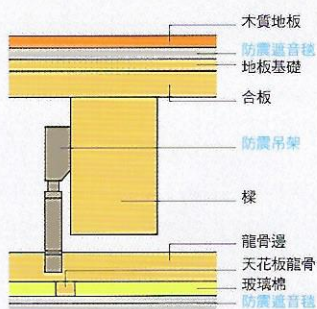 木質地板
防震遮音毯
地板基礎
合板
防震吊架
樑
龍骨邊
天花板龍骨
玻璃棉
防震遮音毯